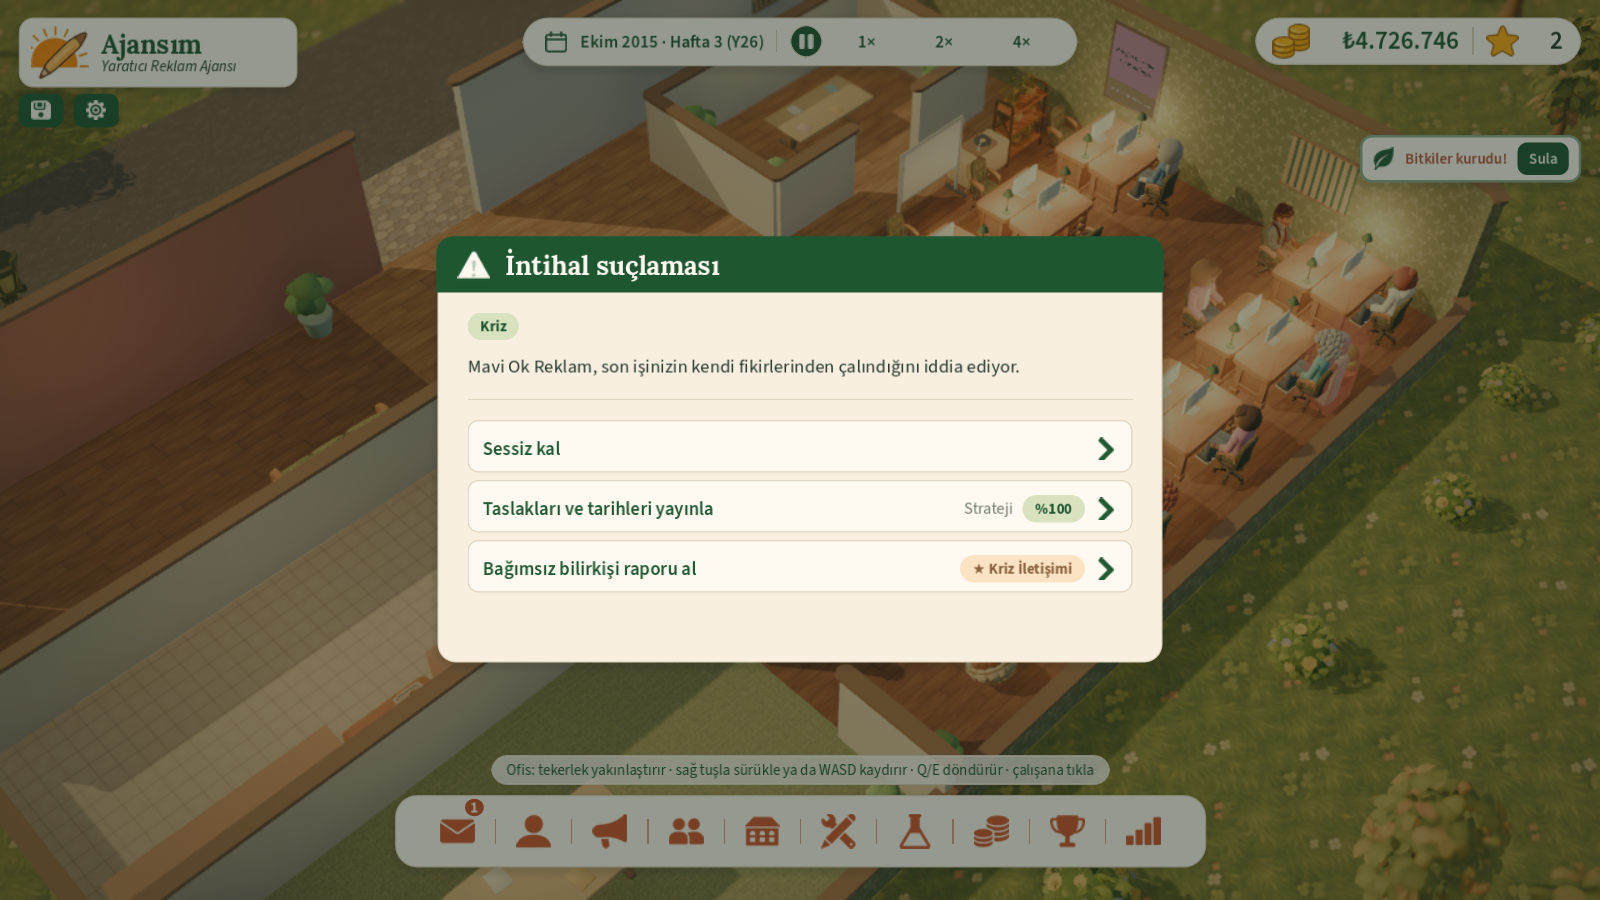 Ajansım
Yaratıcı Reklam Ajansı
Ekim 2015 · Hafta 3 (Y26)
1×
2×
4×
₺4.726.746
2
Bitkiler kurudu!
Sula
İntihal suçlaması
Kriz
Mavi Ok Reklam, son işinizin kendi fikirlerinden çalındığını iddia ediyor.
Sessiz kal
Taslakları ve tarihleri yayınla
Strateji
%100
Bağımsız bilirkişi raporu al
★ Kriz İletişimi
Ofis: tekerlek yakınlaştırır · sağ tuşla sürükle ya da WASD kaydırır · Q/E döndürür · çalışana tıkla
1